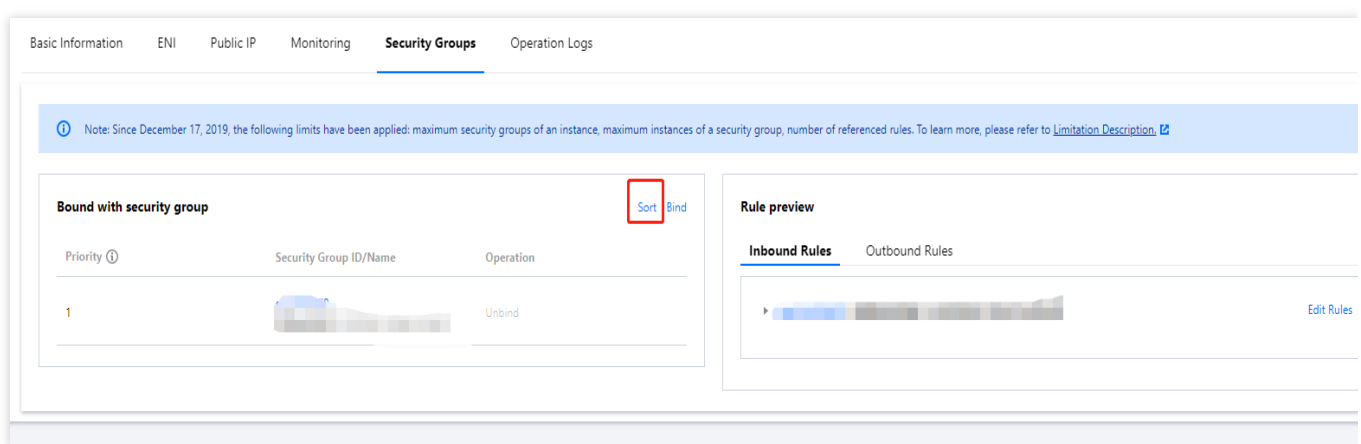 Basic Information ENI Public IP Monitoring Security Groups Operation Logs
Note: Since December 17, 2019, the following limits have been applied: maximum security groups of an instance, maximum instances of a security group, number of referenced rules. To learn more, please refer to Limitation Description.
Bound with security group Sort Bind
Priority Security Group ID/Name Operation
1 Unbind
Rule preview
Inbound Rules Outbound Rules
Edit Rules